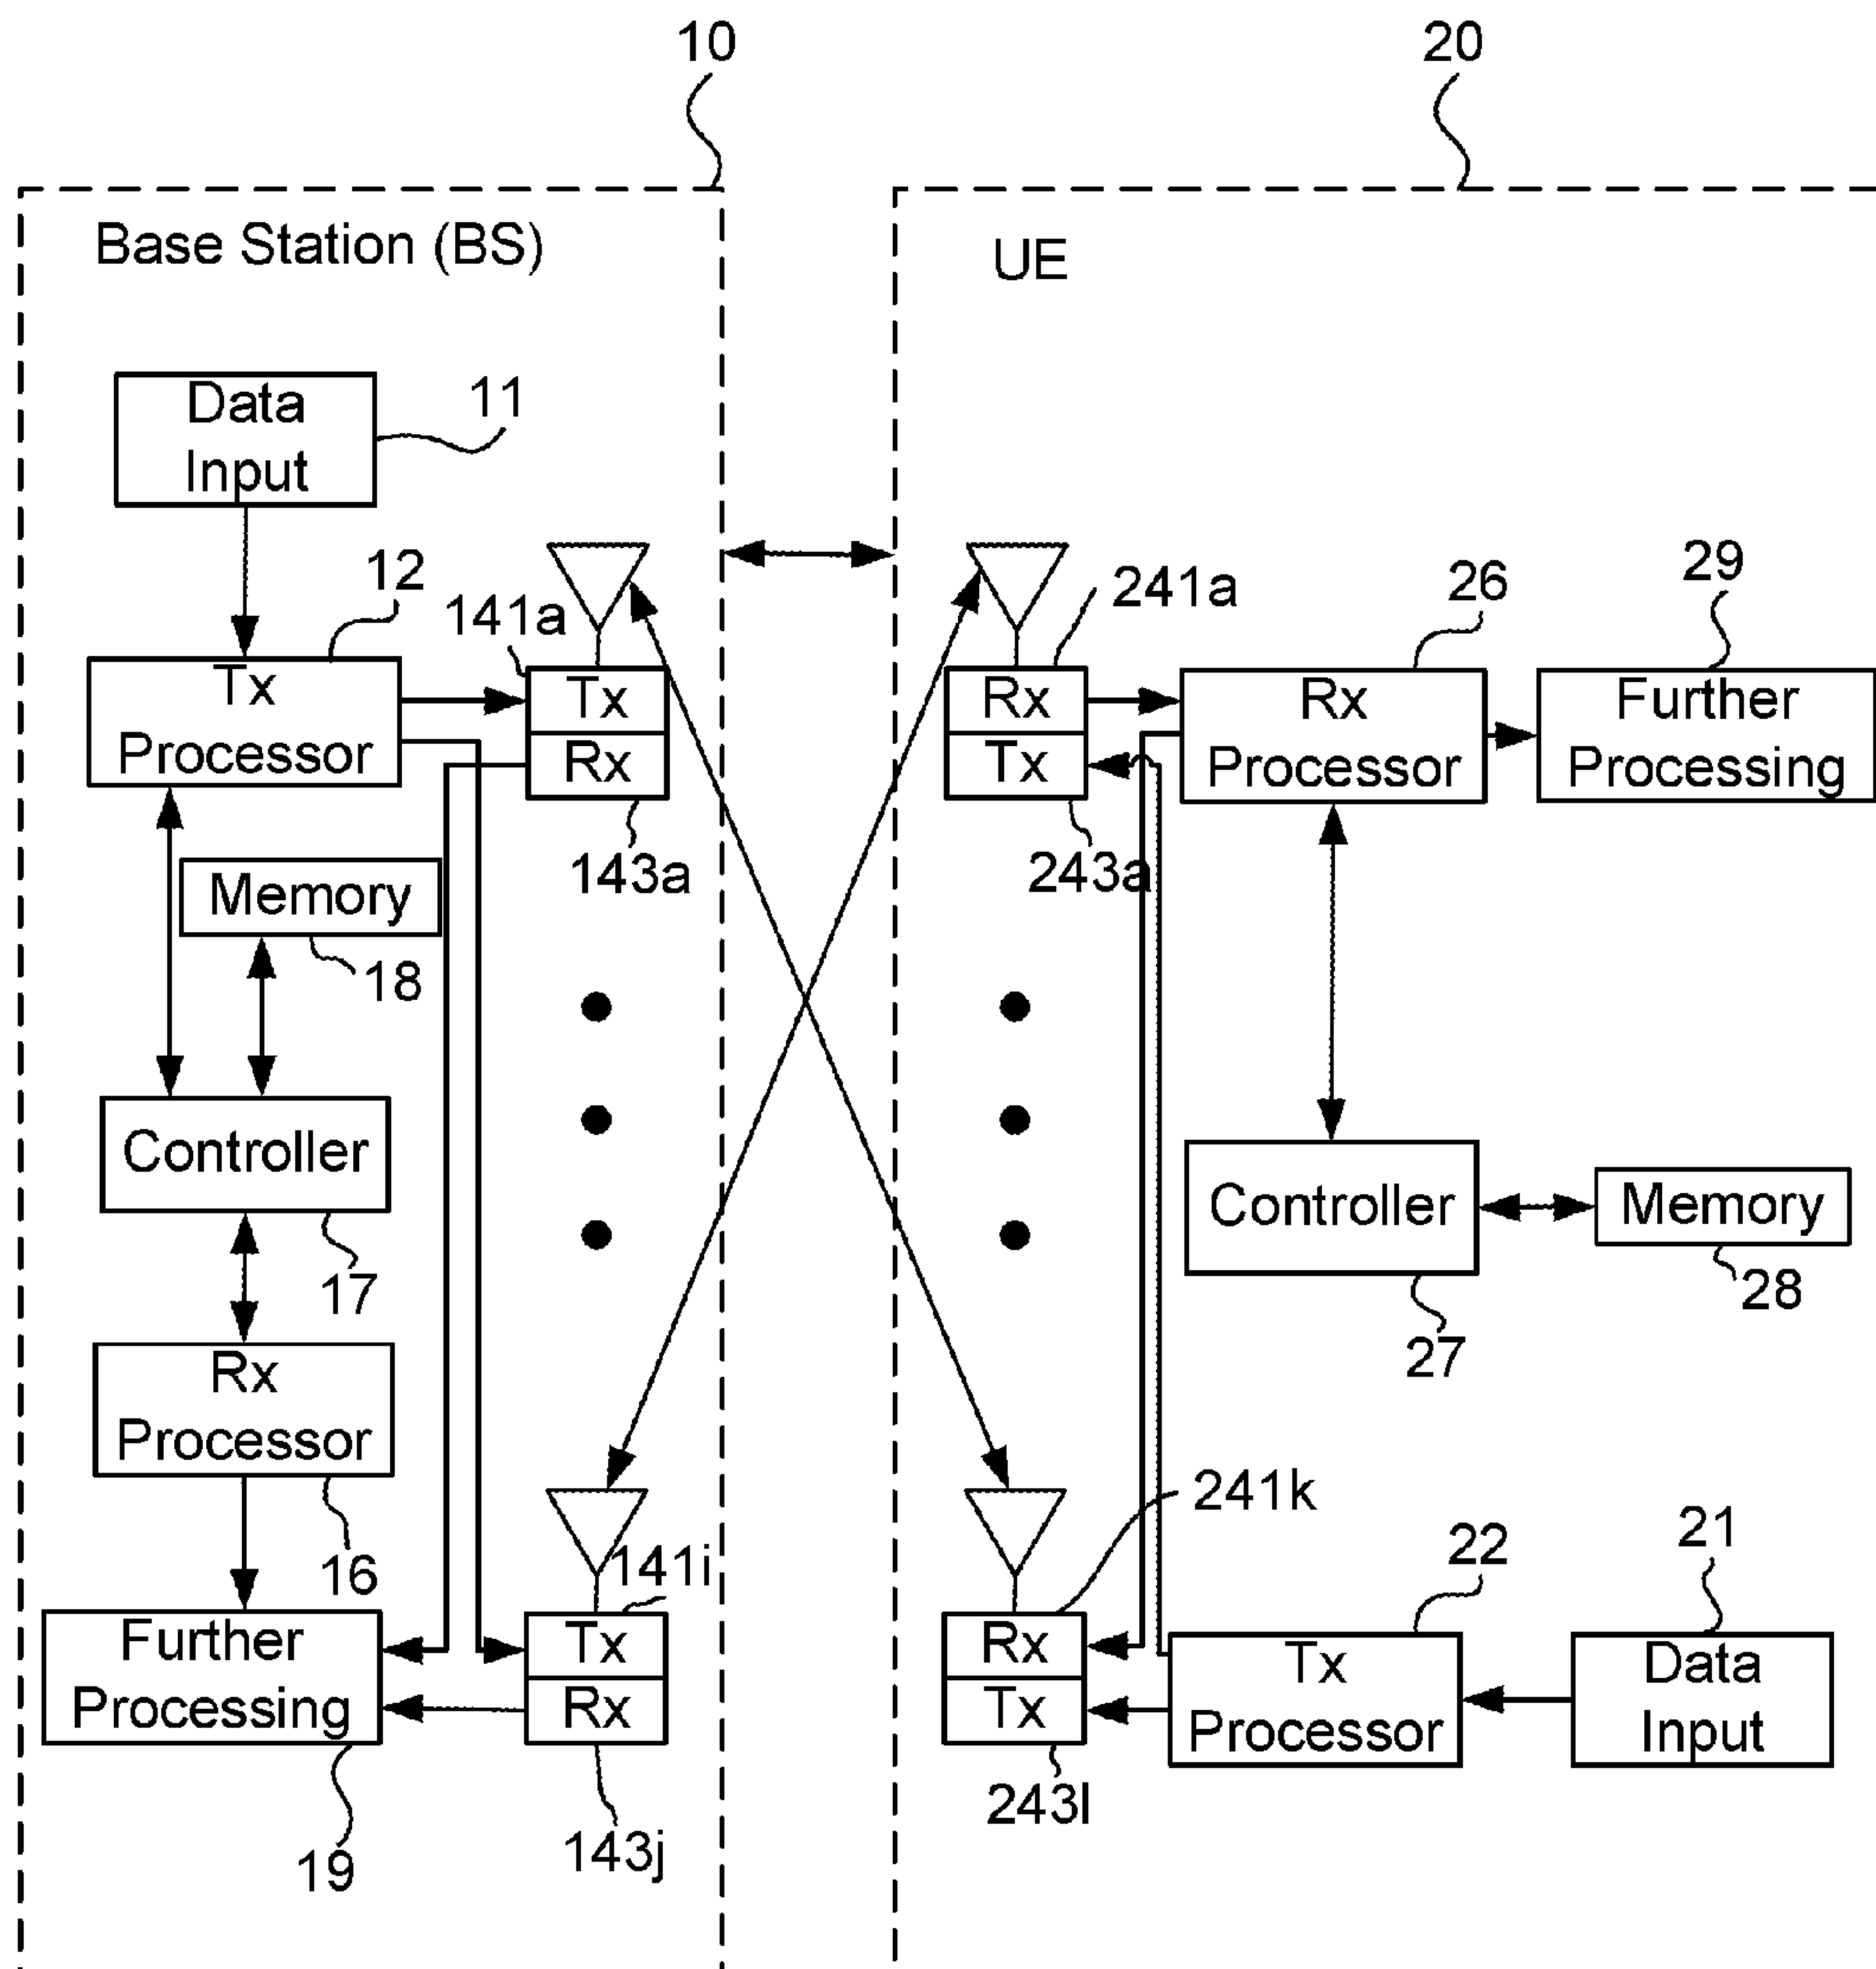 10
20
Base Station (BS)
UE
Data
Input
11
12
141a
Tx
Processor
Tx
Rx
143a
Memory
18
Controller
17
Rx
Processor
16
Further
Processing
19
141i
Tx
Rx
143j
241a
Rx
Tx
243a
26
Rx
Processor
29
Further
Processing
Controller
27
Memory
28
241k
Rx
Tx
243l
22
Tx
Processor
21
Data
Input